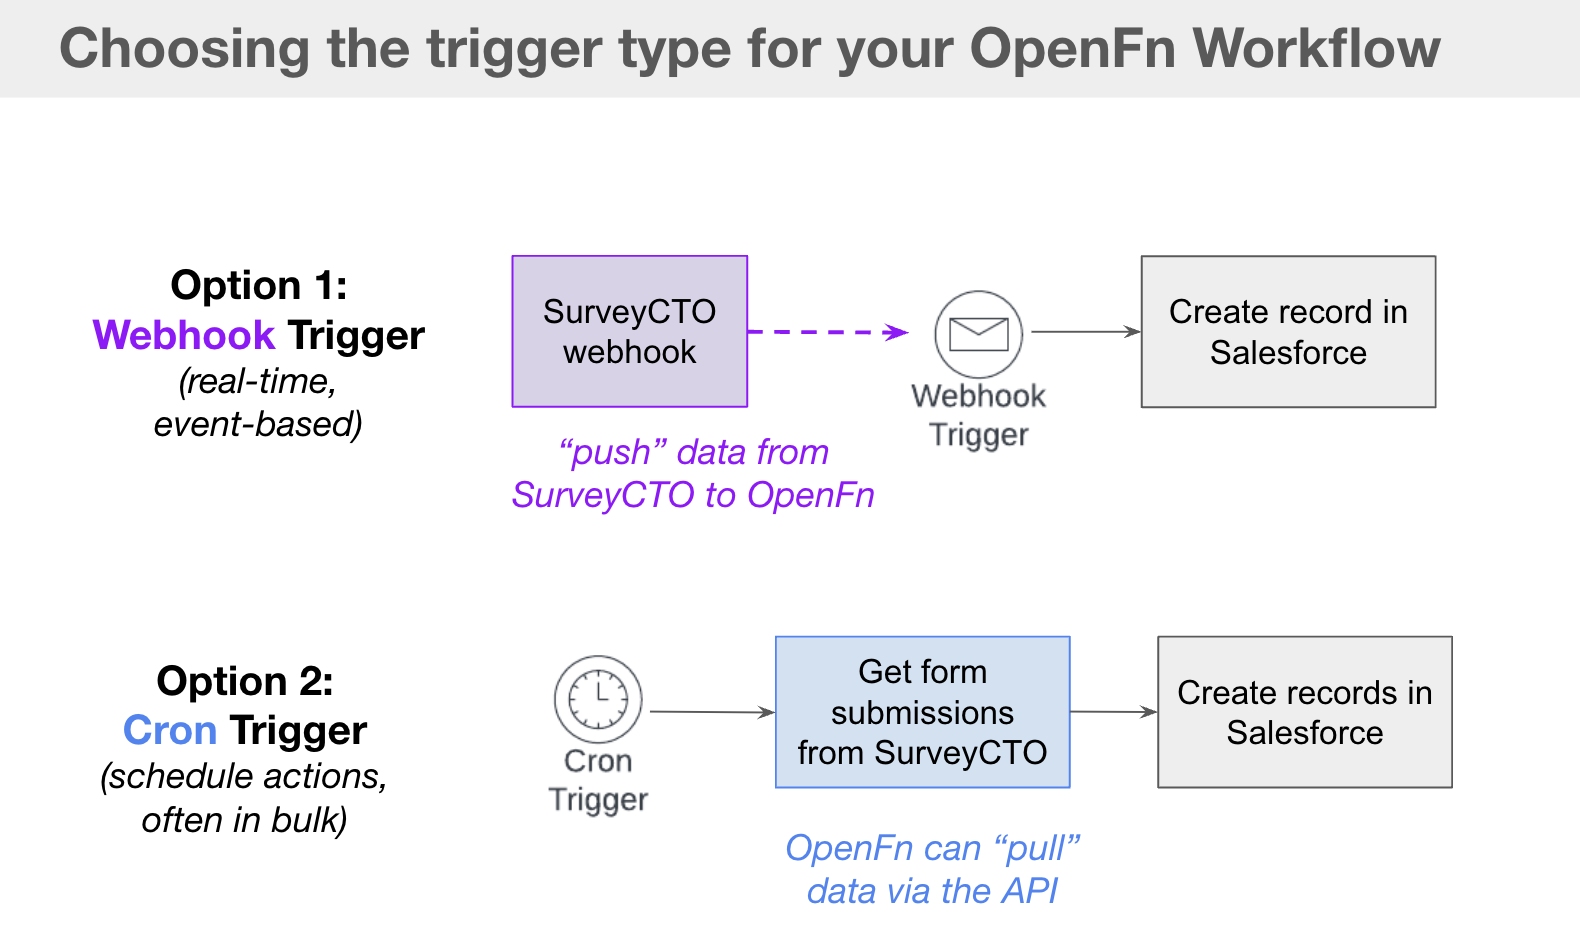 Choosing the trigger type for your OpenFn Workflow
Option 1:
Webhook Trigger
(real-time,
event-based)
SurveyCTO
webhook
“push” data from
SurveyCTO to OpenFn
Webhook
Trigger
Create record in
Salesforce
Option 2:
Cron Trigger
(schedule actions,
often in bulk)
Cron
Trigger
Get form
submissions
from SurveyCTO
OpenFn can “pull”
data via the API
Create records in
Salesforce